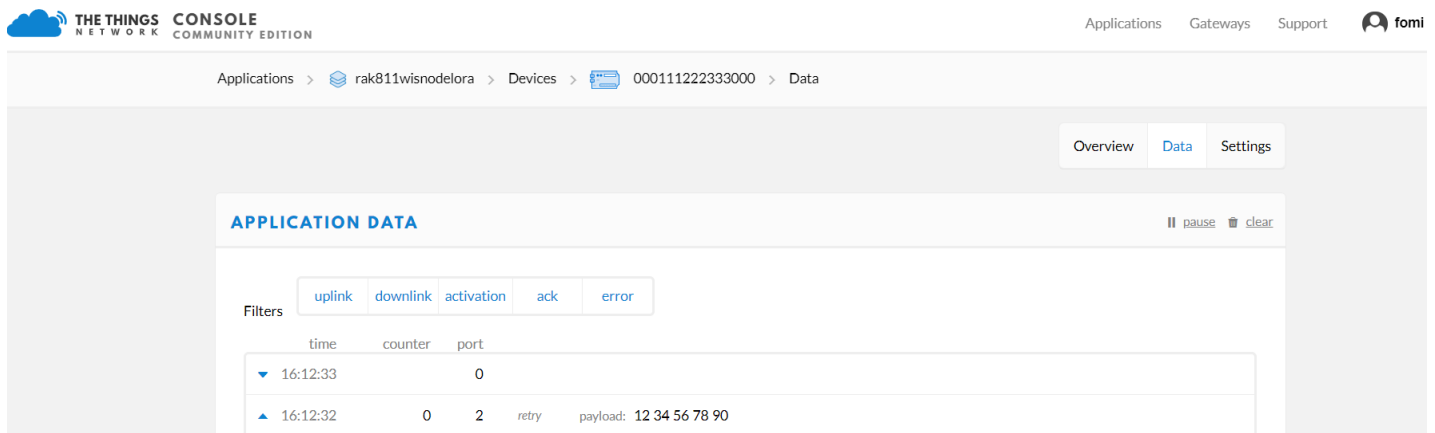 THE THINGS CONSOLE
NETWORK COMMUNITY EDITION
Applications Gateways Support fomi
Applications > rak811wisnodelora > Devices > 000111222333000 > Data
Overview Data Settings
APPLICATION DATA
pause clear
Filters uplink downlink activation ack error
time counter port
16:12:33 0
16:12:32 0 2 retry payload: 12 34 56 78 90